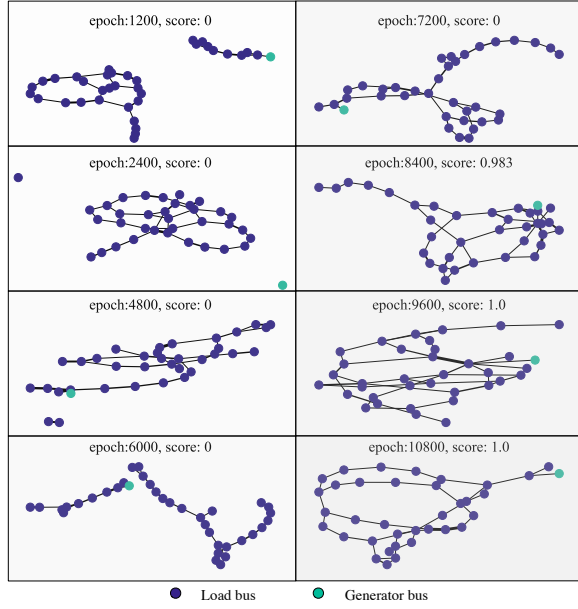 epoch:1200, score: 0
epoch:7200, score: 0
epoch:2400, score: 0
epoch:8400, score: 0.983
epoch:4800, score: 0
epoch:9600, score: 1.0
epoch:6000, score: 0
epoch:10800, score: 1.0
Load bus
Generator bus